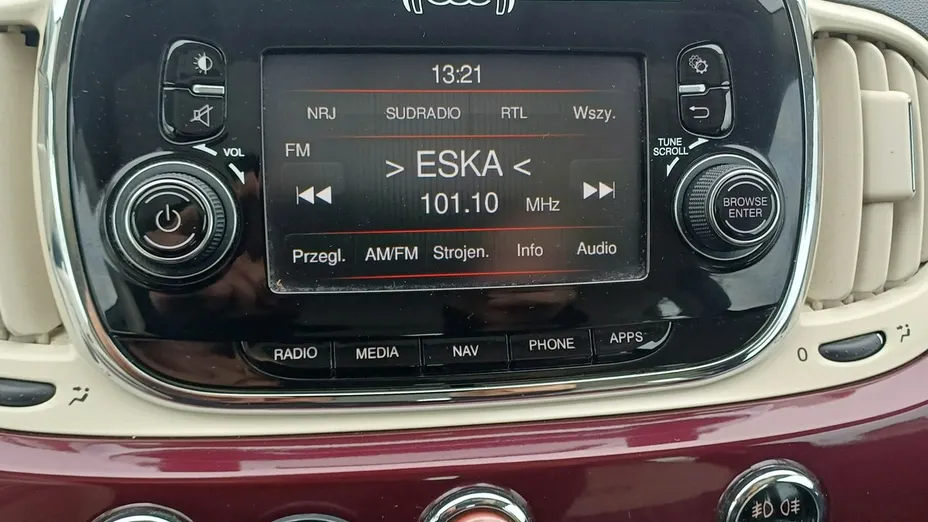 13:21
NRJ SUDRADIO RTL Wszy.
FM
> ESKA <
101.10 MHz
Przegl. AM/FM Strojen. Info Audio
VOL
TUNE
SCROLL
BROWSE
ENTER
RADIO MEDIA NAV PHONE APPS
0